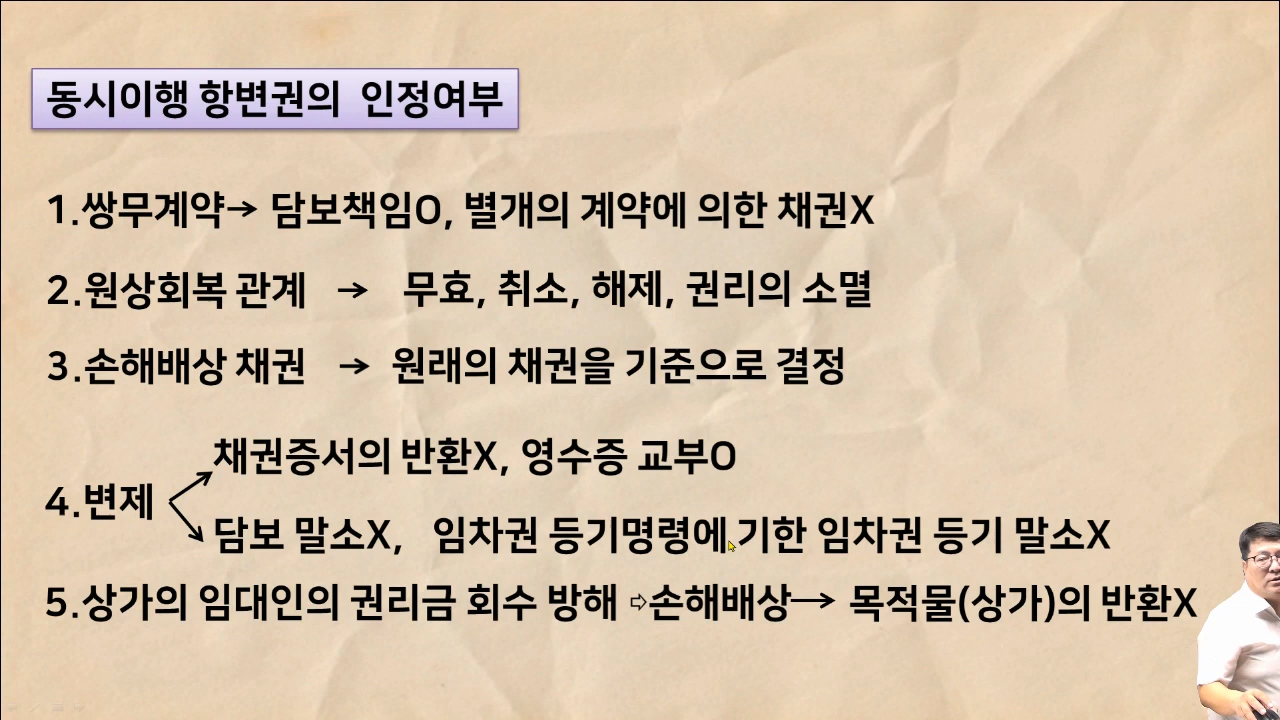 동시이행 항변권의 인정여부
1.쌍무계약→ 담보책임O, 별개의 계약에 의한 채권X
2.원상회복 관계 → 무효, 취소, 해제, 권리의 소멸
3.손해배상 채권 → 원래의 채권을 기준으로 결정
채권증서의 반환X, 영수증 교부O
4.변제
담보 말소X, 임차권 등기명령에 기한 임차권 등기 말소X
5.상가의 임대인의 권리금 회수 방해 ⇨손해배상→ 목적물(상가)의 반환X